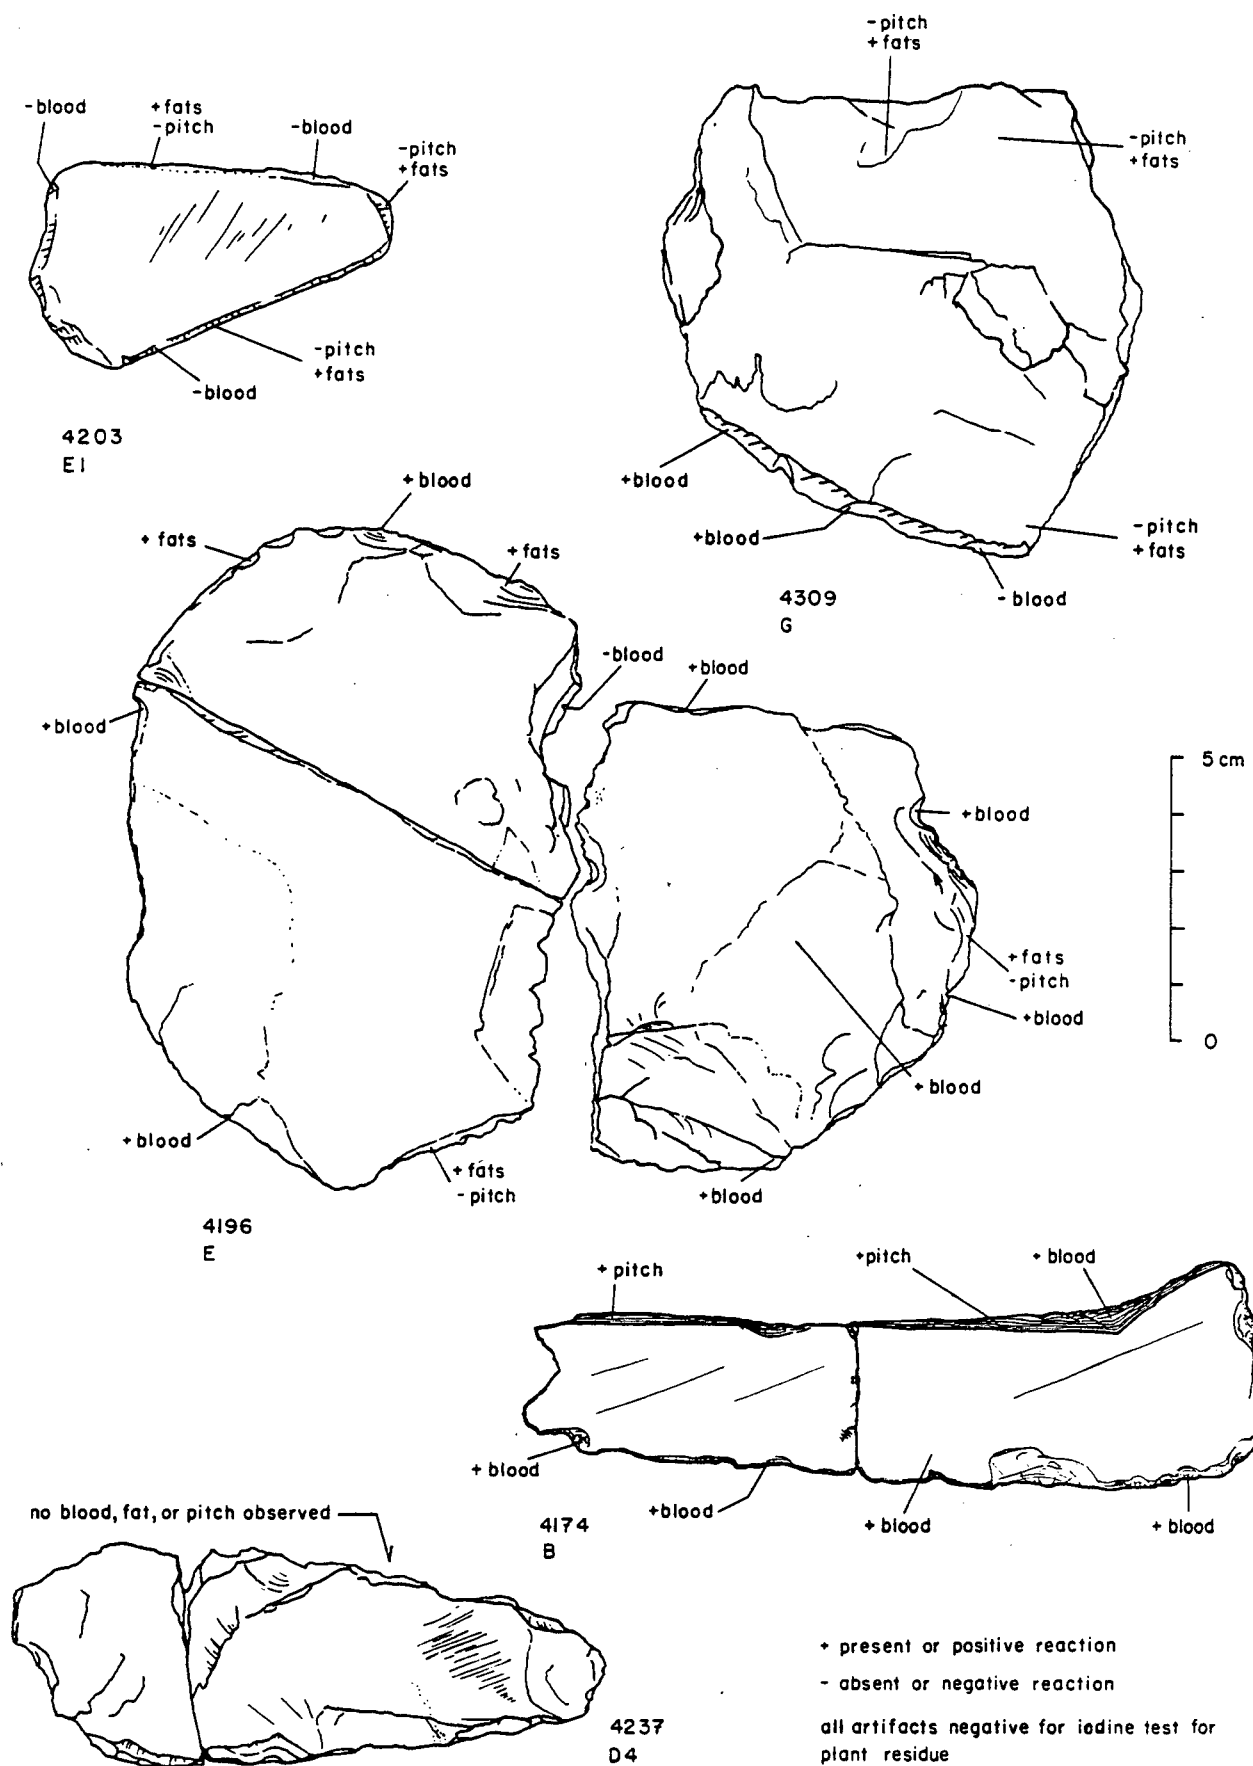 -pitch
+fats
-blood
+fats
-pitch
-blood
-pitch
+fats
-pitch
+fats
-pitch
+fats
-blood
4203
E1
+blood
+blood
+blood
-pitch
+fats
-blood
4309
G
+ fats
+fats
-blood
+blood
+blood
5 cm
+blood
+fats
-pitch
+blood
0
+blood
+blood
+ fats
- pitch
+blood
4196
E
+ pitch
+pitch
+ blood
+ blood
+blood
+ blood
+ blood
4174
B
no blood, fat, or pitch observed
4237
D4
+ present or positive reaction
- absent or negative reaction
all artifacts negative for iodine test for
plant residue